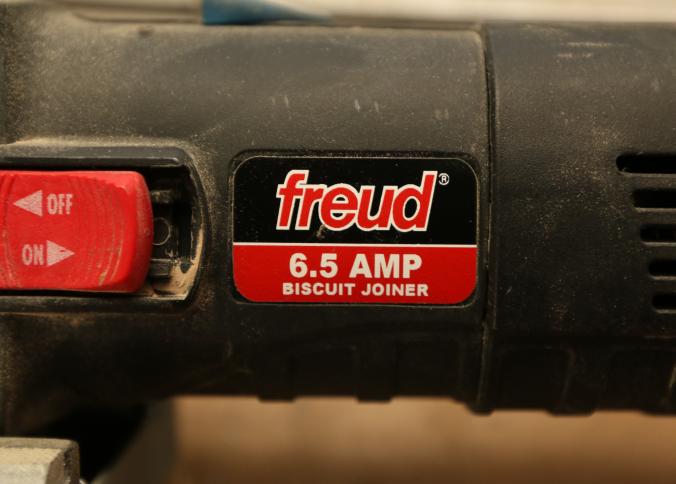 OFF
ON
freud®
6.5 AMP
BISCUIT JOINER